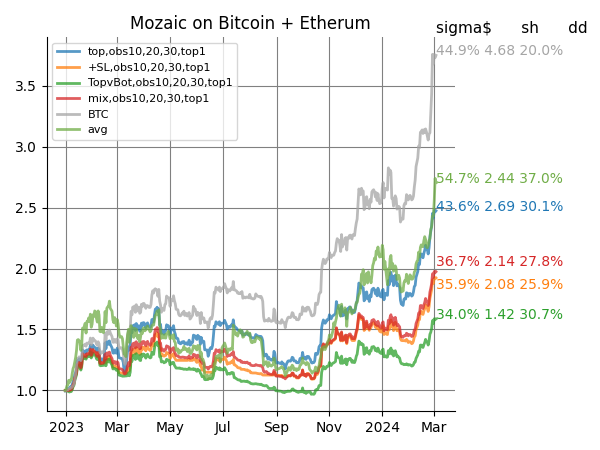 Mozaic on Bitcoin + Etherum
sigma$ sh dd
top,obs10,20,30,top1
+SL,obs10,20,30,top1
TopvBot,obs10,20,30,top1
mix,obs10,20,30,top1
BTC
avg
44.9% 4.68 20.0%
54.7% 2.44 37.0%
43.6% 2.69 30.1%
36.7% 2.14 27.8%
35.9% 2.08 25.9%
34.0% 1.42 30.7%
3.5
3.0
2.5
2.0
1.5
1.0
2023 Mar May Jul Sep Nov 2024 Mar